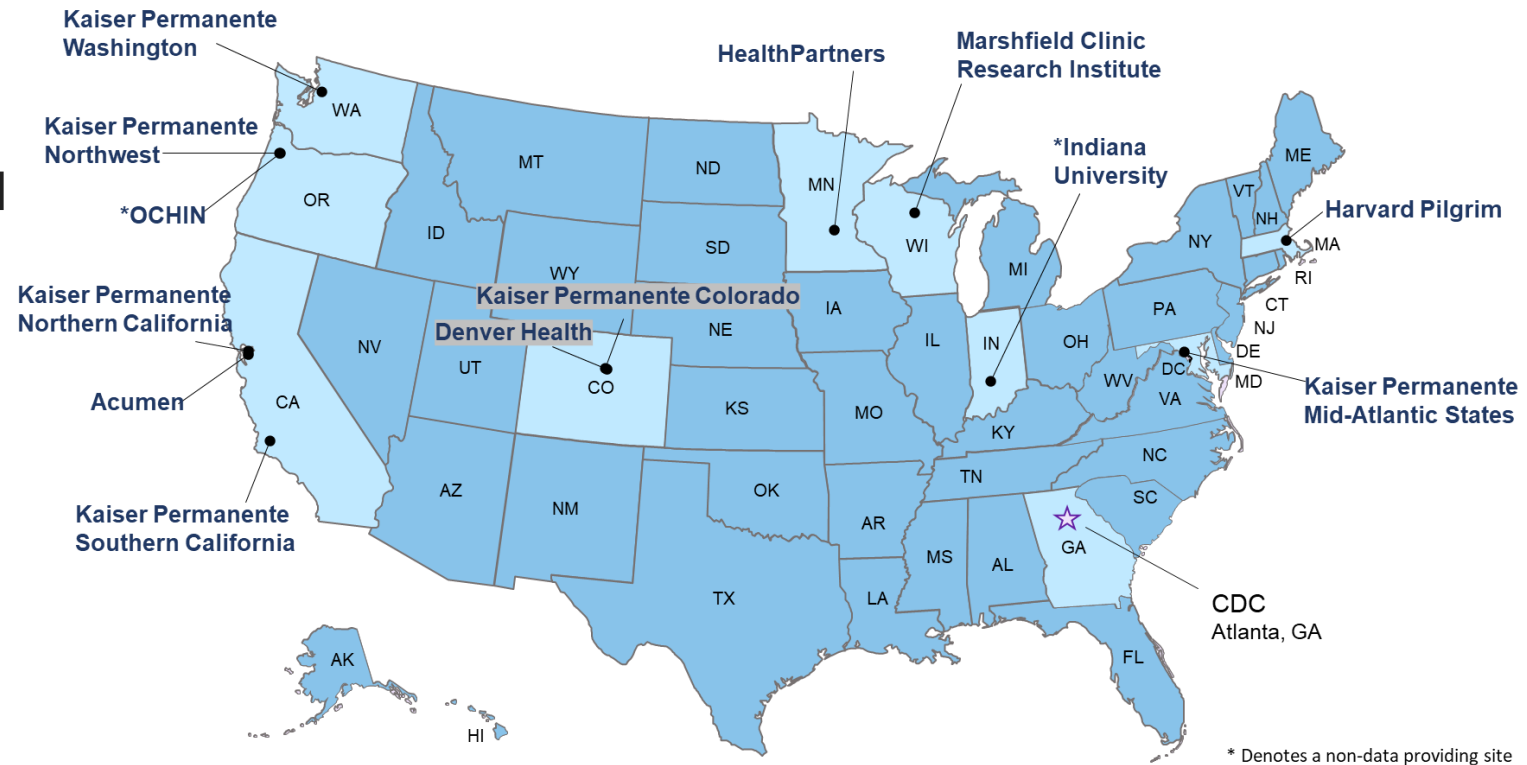 Kaiser Permanente
Washington
Kaiser Permanente
Northwest
*OCHIN
Kaiser Permanente
Northern California
Acumen
Kaiser Permanente
Southern California
Kaiser Permanente Colorado
Denver Health
HealthPartners
Marshfield Clinic
Research Institute
*Indiana
University
Harvard Pilgrim
Kaiser Permanente
Mid-Atlantic States
CDC
Atlanta, GA
WA
OR
CA
ID
NV
MT
WY
UT
CO
AZ
NM
ND
SD
NE
KS
OK
TX
MN
IA
MO
AR
LA
WI
IL
MI
IN
OH
KY
TN
MS
AL
GA
FL
SC
NC
VA
WV
DC
MD
DE
PA
NJ
NY
CT
RI
MA
VT
NH
ME
AK
HI
* Denotes a non-data providing site